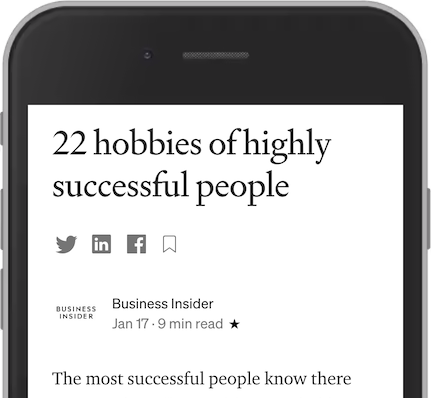 22 hobbies of highly
successful people
BUSINESS
INSIDER
Business Insider
Jan 17 · 9 min read ★
The most successful people know there